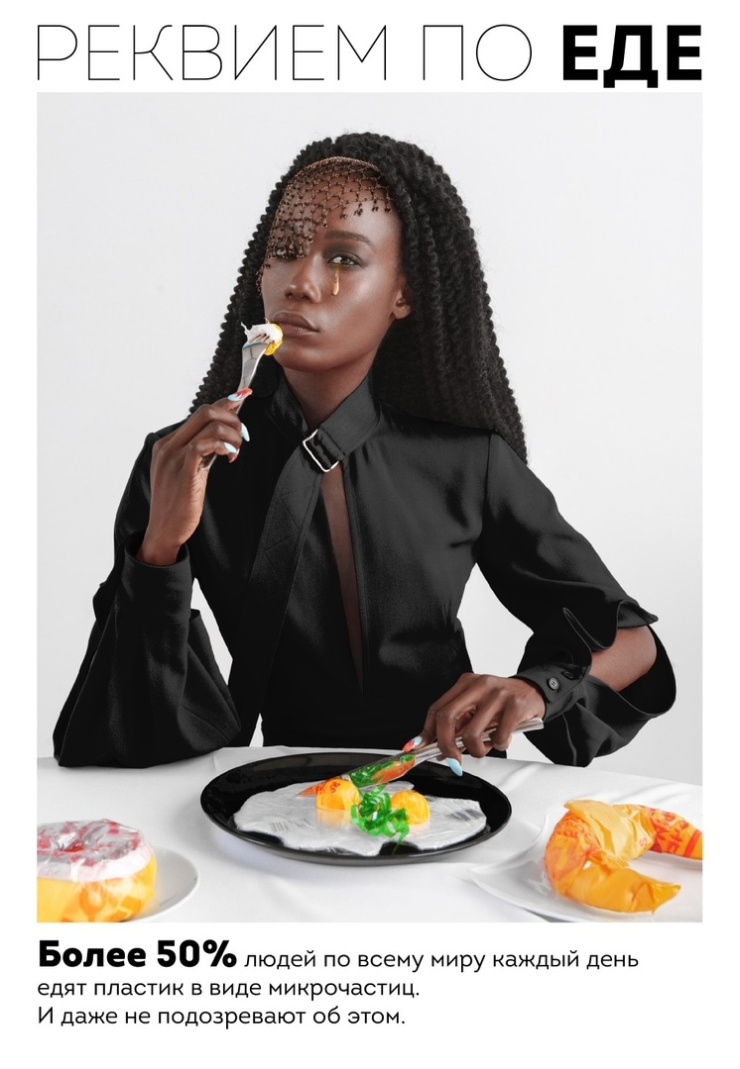 РЕКВИЕМ ПО ЕДЕ
Более 50% людей по всему миру каждый день
едят пластик в виде микрочастиц.
И даже не подозревают об этом.